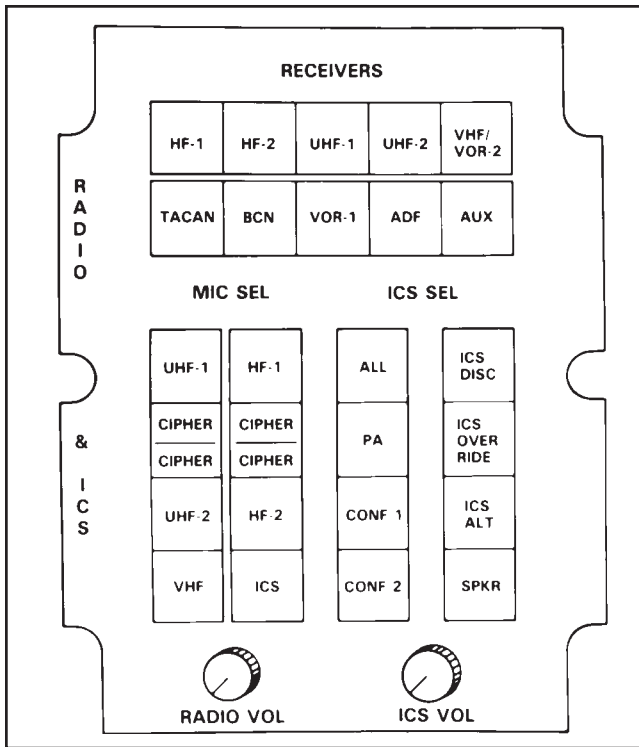 RECEIVERS
HF-1 HF-2 UHF-1 UHF-2 VHF/
VOR-2
TACAN BCN VOR-1 ADF AUX
RADIO
MIC SEL ICS SEL
UHF-1 HF-1 ALL ICS
DISC
CIPHER CIPHER PA ICS
OVER
RIDE
CIPHER CIPHER
& ICS
UHF-2 HF-2 CONF 1 ICS
ALT
VHF ICS CONF 2 SPKR
RADIO VOL ICS VOL